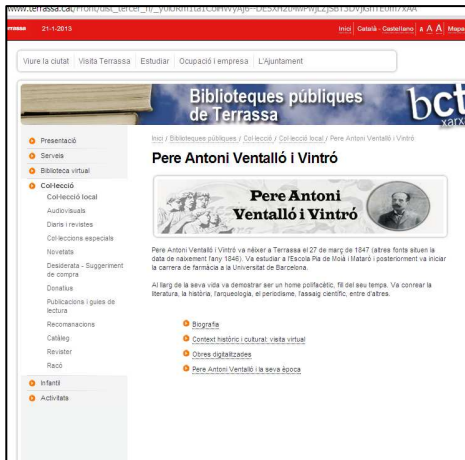 21-1-2013
Inici Català - Castellano A A A Mapa
Viure la ciutat Visita Terrassa Estudiar Ocupació i empresa L'Ajuntament
Biblioteques públiques
de Terrassa
bct
xarx
Presentació
Serveis
Biblioteca virtual
Col·lecció
Col·lecció local
Audiovisuals
Diaris i revistes
Col·leccions especials
Novetats
Desiderata - Suggeriment
de compra
Donatius
Publicacions i guies de
lectura
Recomanacions
Catàleg
Revister
Racó
Infantil
Activitats
Inici / Biblioteques públiques / Col·lecció / Col·lecció local / Pere Antoni Ventalló i Vintró
Pere Antoni Ventalló i Vintró
Pere Antoni
Ventalló i Vintró
Pere Antoni Ventalló i Vintró va néixer a Terrassa el 27 de març de 1847 (altres fonts situen la
data de naixement l'any 1846). Va estudiar a l'Escola Pia de Moià i Mataró i posteriorment va iniciar
la carrera de farmàcia a la Universitat de Barcelona.
Al llarg de la seva vida va demostrar ser un home polifacètic, fill del seu temps. Va conrear la
literatura, la història, l'arqueologia, el periodisme, l'assaig científic, entre d'altres.
Biografia
Context històric i cultural: visita virtual
Obres digitalitzades
Pere Antoni Ventalló i la seva època